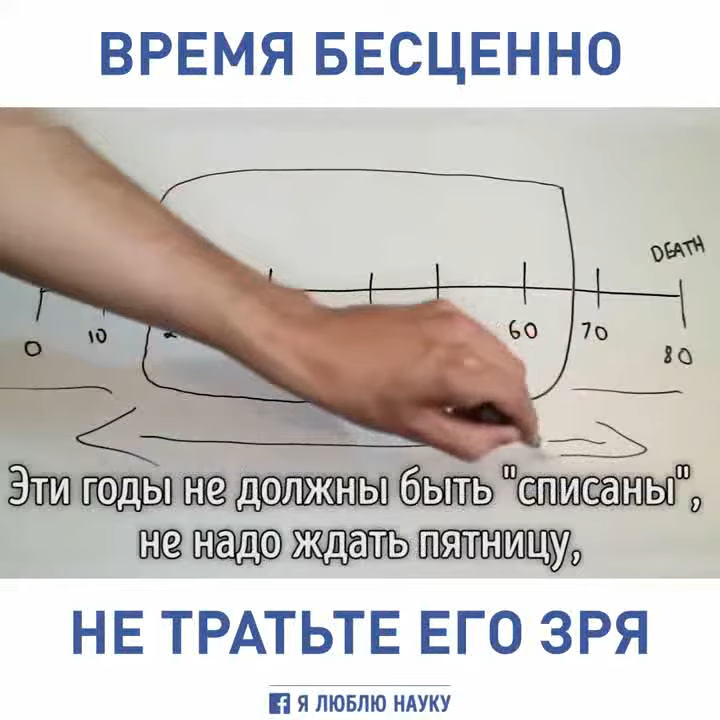 ВРЕМЯ БЕСЦЕННО
DEATH
0 10 2 60 70 80
Эти годы не должны быть "списаны",
не надо ждать пятницу,
НЕ ТРАТЬТЕ ЕГО ЗРЯ
Я ЛЮБЛЮ НАУКУ